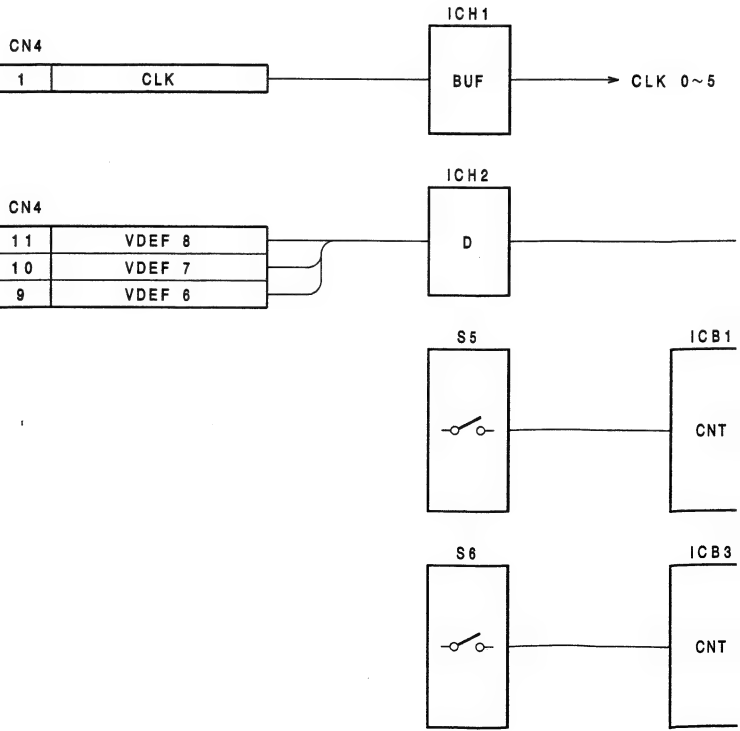 ICH1
CN4
1 CLK
BUF
CLK 0~5
ICH2
CN4
11 VDEF 8
10 VDEF 7
9 VDEF 6
D
S5
ICB1
CNT
S6
ICB3
CNT